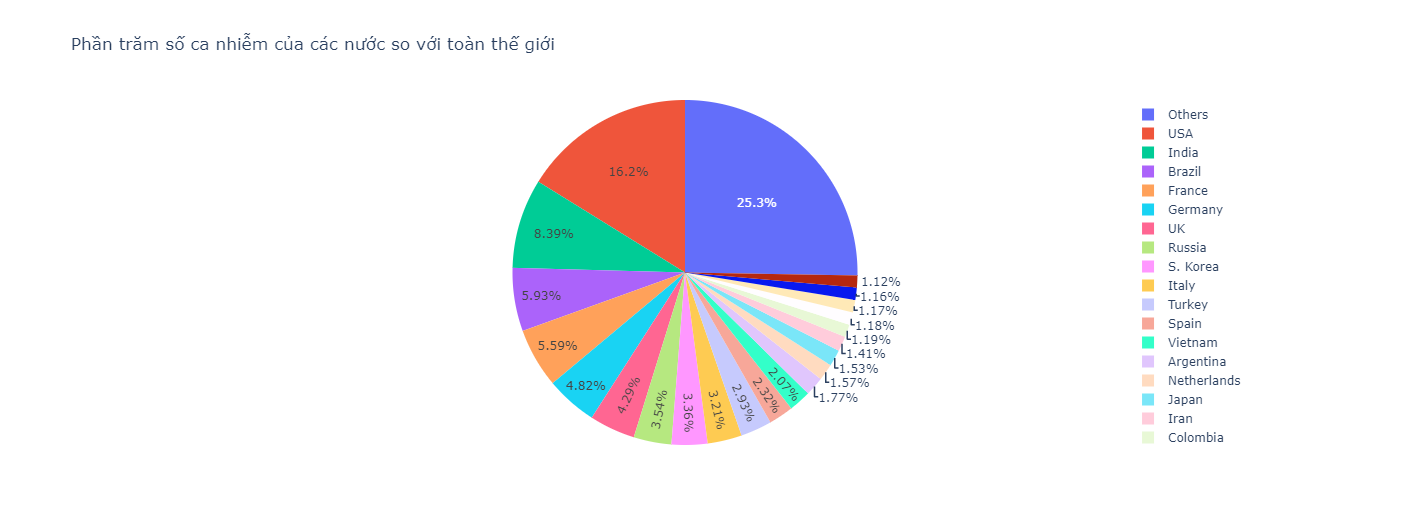 Phần trăm số ca nhiễm của các nước so với toàn thế giới
25.3%
16.2%
8.39%
5.93%
5.59%
4.82%
4.29%
3.54%
3.36%
3.21%
2.93%
2.32%
2.07%
1.77%
1.57%
1.53%
1.41%
1.19%
1.18%
1.17%
1.16%
1.12%
Others
USA
India
Brazil
France
Germany
UK
Russia
S. Korea
Italy
Turkey
Spain
Vietnam
Argentina
Netherlands
Japan
Iran
Colombia